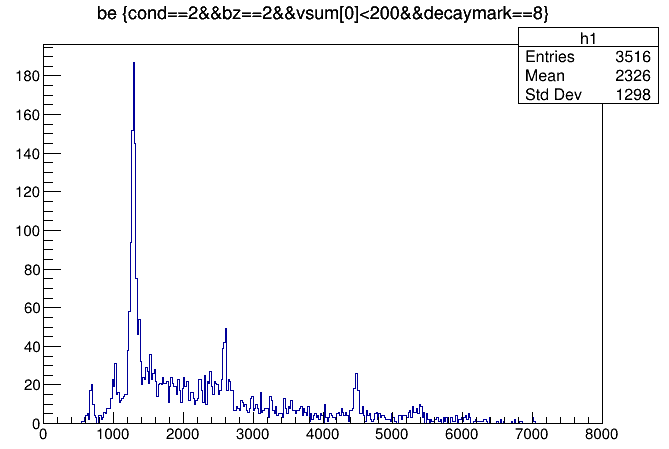 be {cond==2&&bz==2&&vsum[0]<200&&decaymark==8}
h1
Entries 3516
Mean 2326
Std Dev 1298
180
160
140
120
100
80
60
40
20
0
0 1000 2000 3000 4000 5000 6000 7000 8000